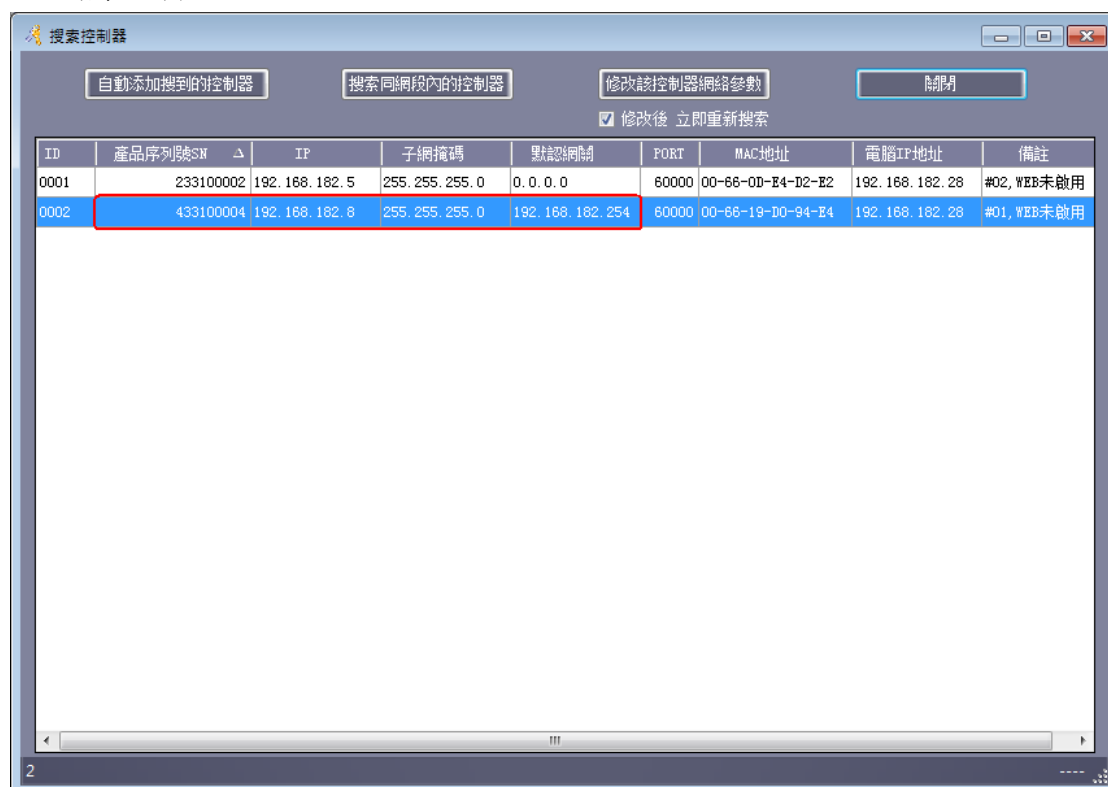 搜索控制器
自動添加搜到的控制器 搜索同網段內的控制器 修改該控制器網絡參數 關閉
修改後 立即重新搜索
ID 產品序列號SN IP 子網掩碼 默認網關 PORT MAC地址 電腦IP地址 備註
0001 233100002 192.168.182.5 255.255.255.0 0.0.0.0 60000 00-66-0D-E4-D2-E2 192.168.182.28 #02,WEB未啟用
0002 433100004 192.168.182.8 255.255.255.0 192.168.182.254 60000 00-66-19-D0-94-E4 192.168.182.28 #01,WEB未啟用
2 ----